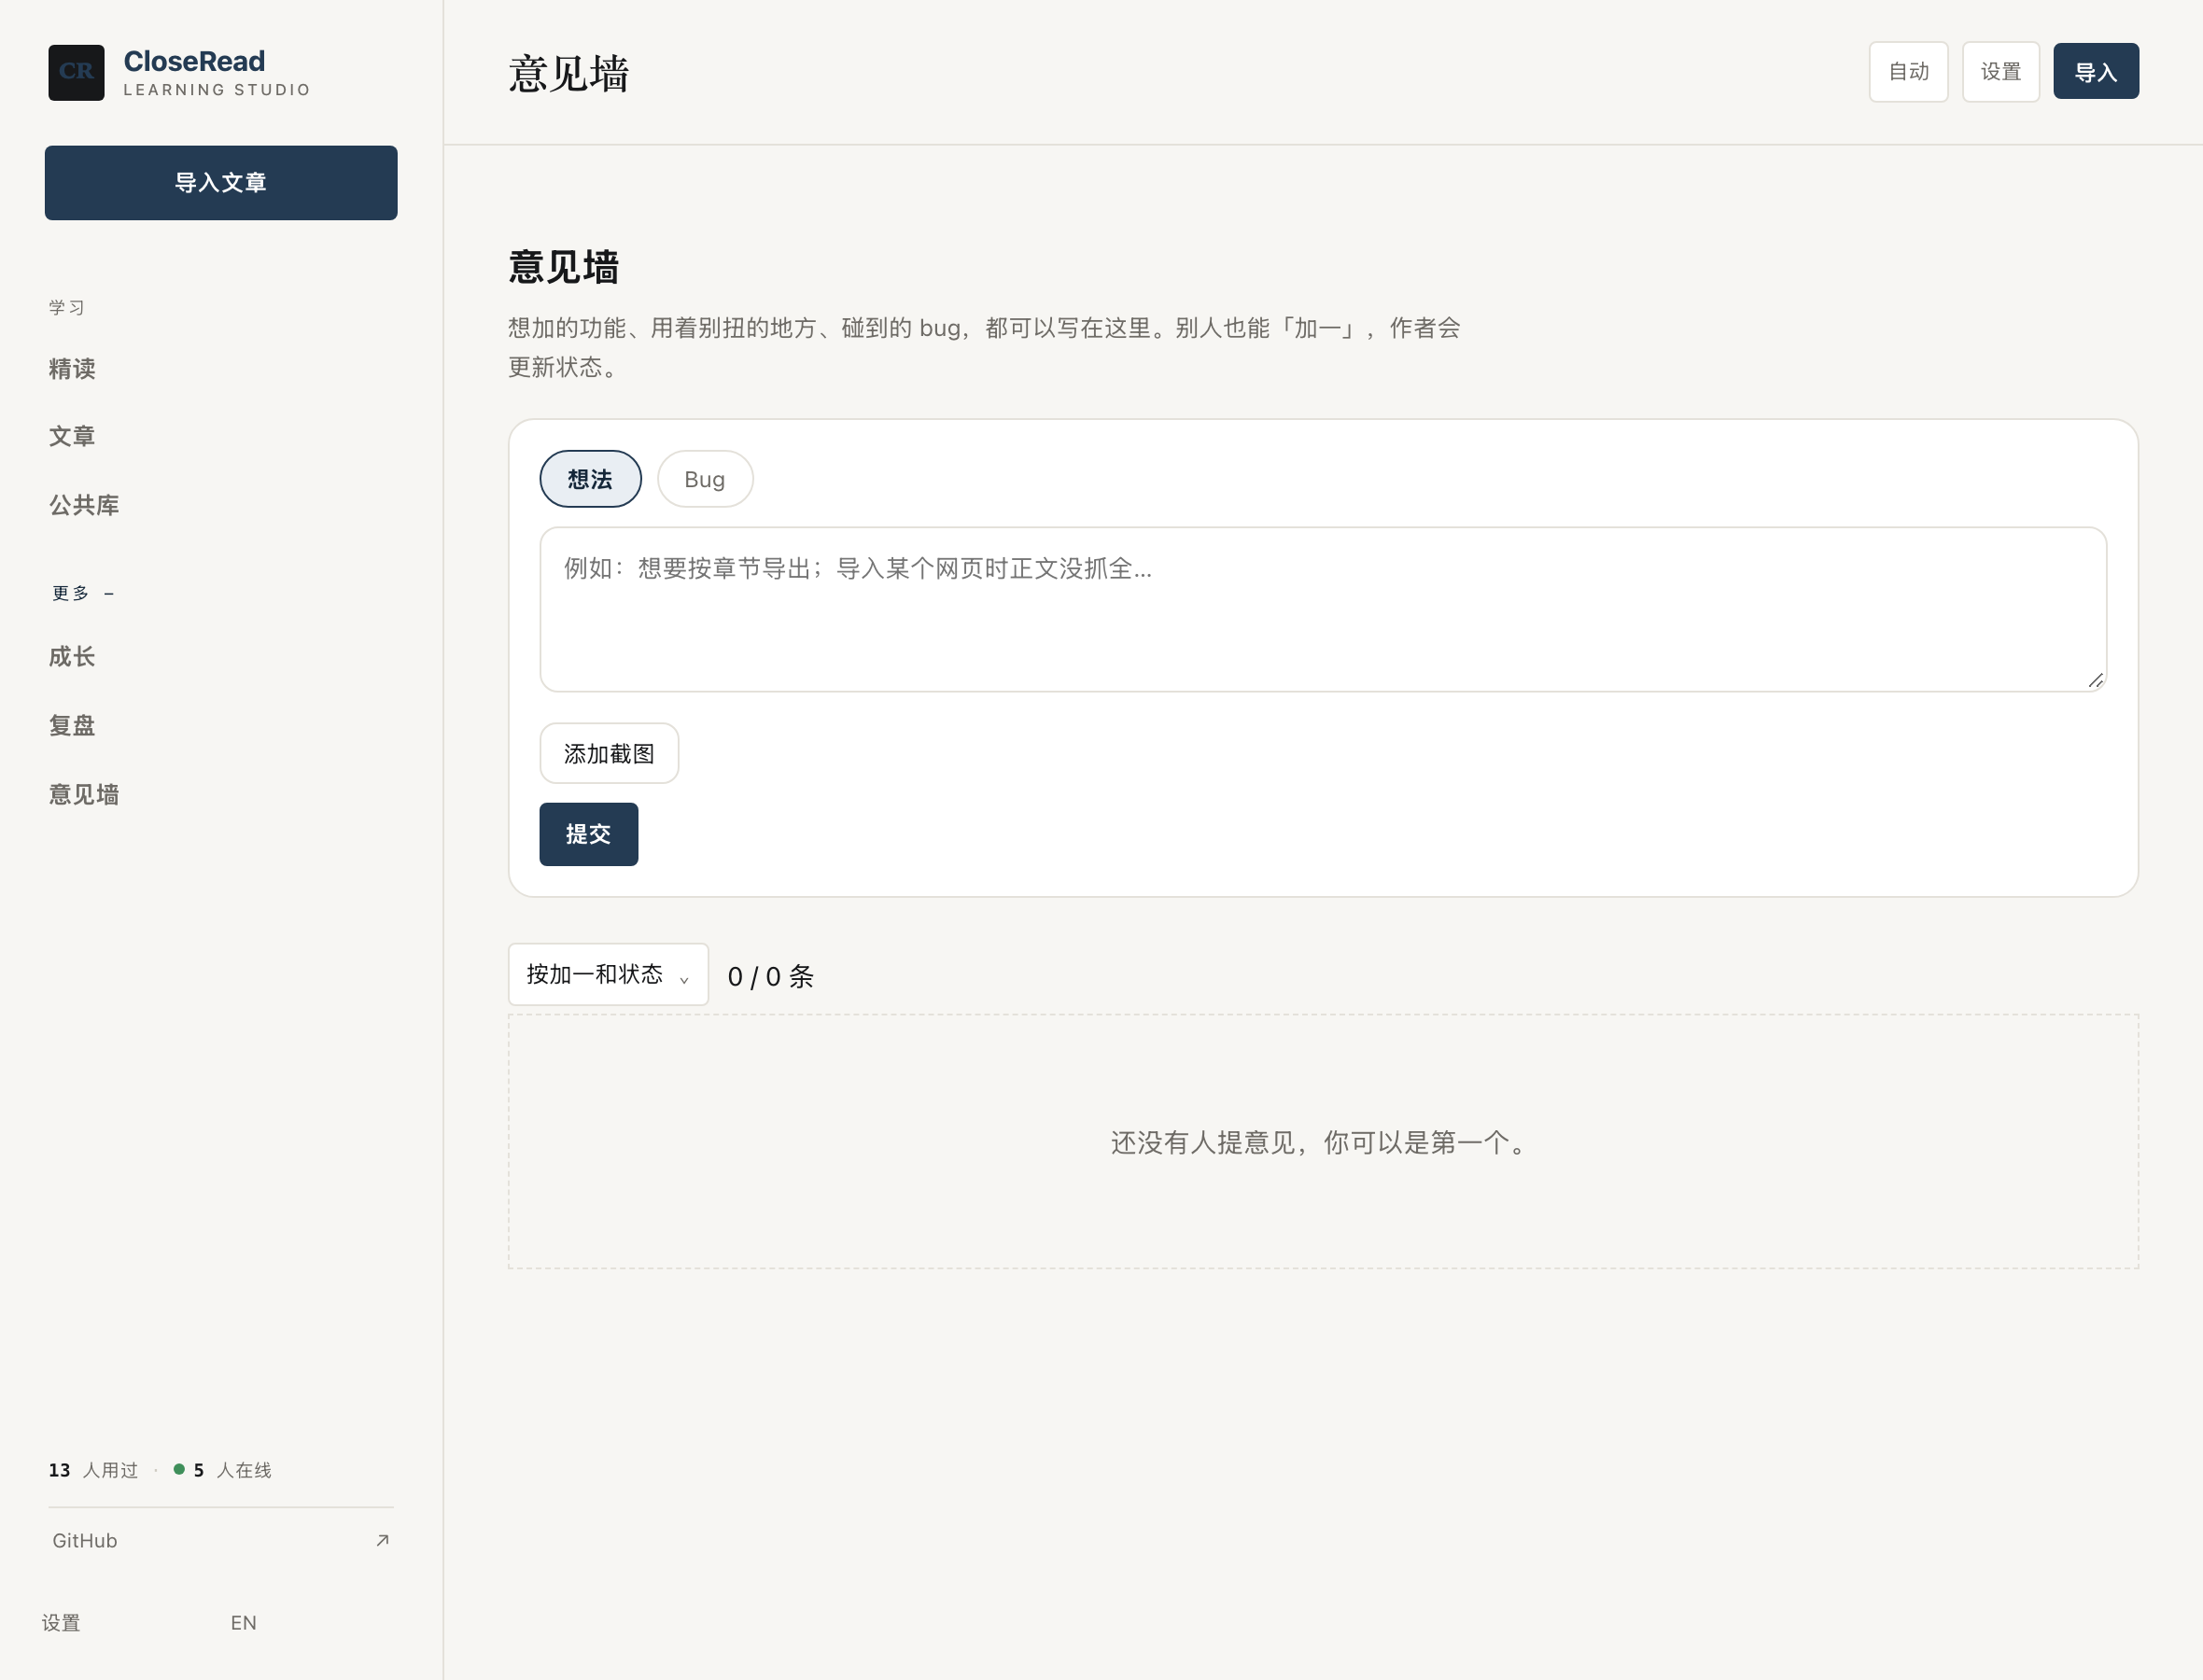 CR
CloseRead
LEARNING STUDIO
导入文章
学习
精读
文章
公共库
更多 −
成长
复盘
意见墙
13 人用过 · 5 人在线
GitHub ↗
设置
EN
意见墙
自动
设置
导入
意见墙
想加的功能、用着别扭的地方、碰到的 bug，都可以写在这里。别人也能「加一」，作者会
更新状态。
想法
Bug
例如：想要按章节导出；导入某个网页时正文没抓全...
添加截图
提交
按加一和状态
0 / 0 条
还没有人提意见，你可以是第一个。